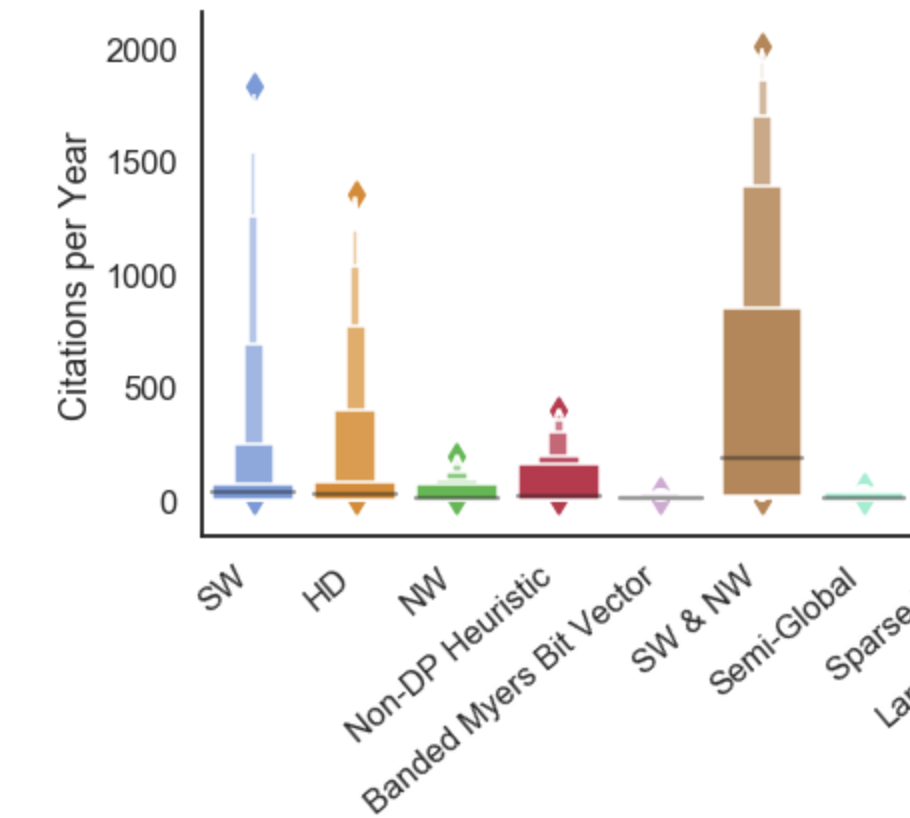 Citations per Year
2000
1500
1000
500
0
SW
HD
NW
Non-DP Heuristic
Banded Myers Bit Vector
SW & NW
Semi-Global
Sparse